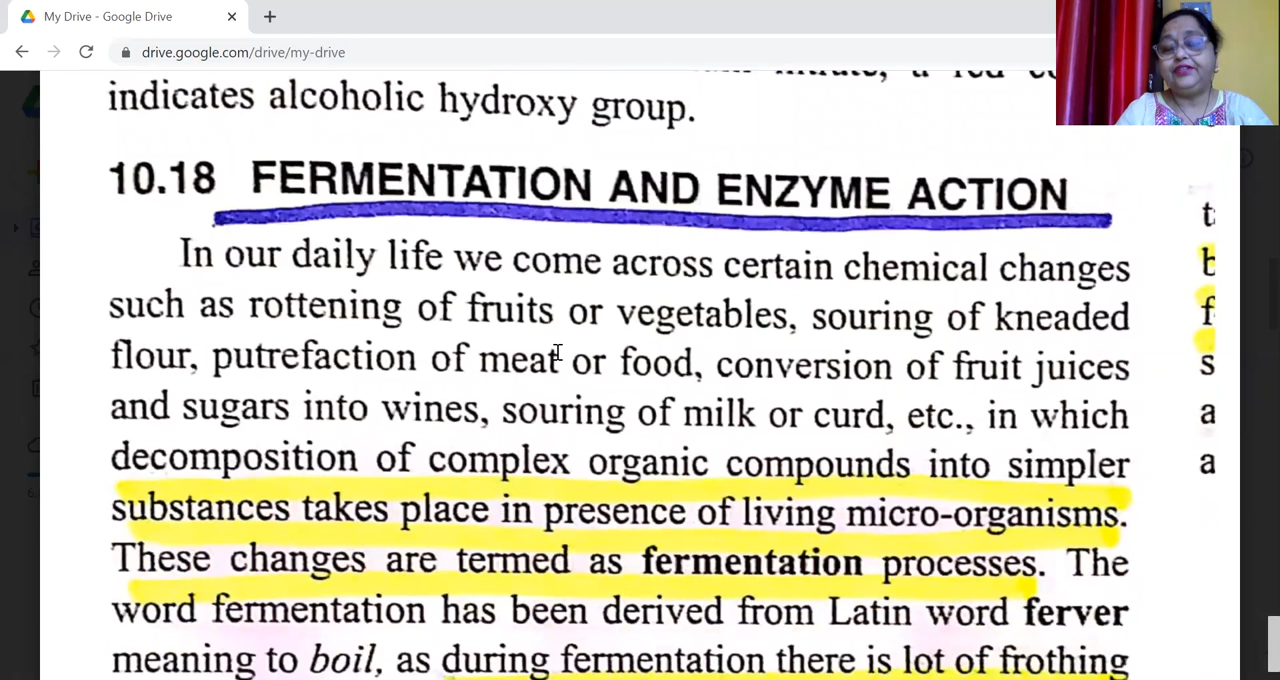 My Drive - Google Drive
drive.google.com/drive/my-drive
indicates alcoholic hydroxy group.
10.18 FERMENTATION AND ENZYME ACTION
In our daily life we come across certain chemical changes
such as rottening of fruits or vegetables, souring of kneaded
flour, putrefaction of meat or food, conversion of fruit juices
and sugars into wines, souring of milk or curd, etc., in which
decomposition of complex organic compounds into simpler
substances takes place in presence of living micro-organisms.
These changes are termed as fermentation processes. The
word fermentation has been derived from Latin word ferver
meaning to boil, as during fermentation there is lot of frothing